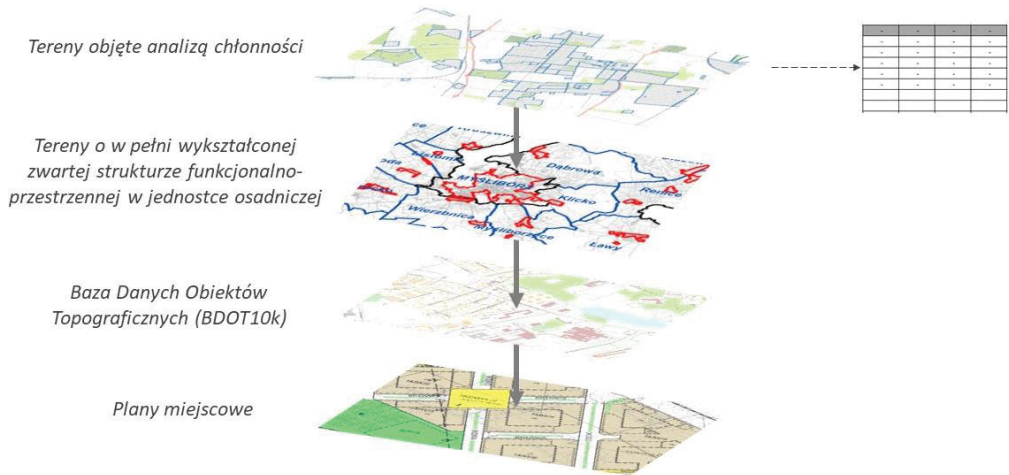 Tereny objęte analizą chłonności
Tereny o w pełni wykształconej
zwartej strukturze funkcjonalno-
przestrzennej w jednostce osadniczej
Dąbrowa
MYŚLIBÓRZ
Renice
Klicko
Wierzbnica
Myśliborzyce
Ławy
Baza Danych Obiektów
Topograficznych (BDOT10k)
Plany miejscowe